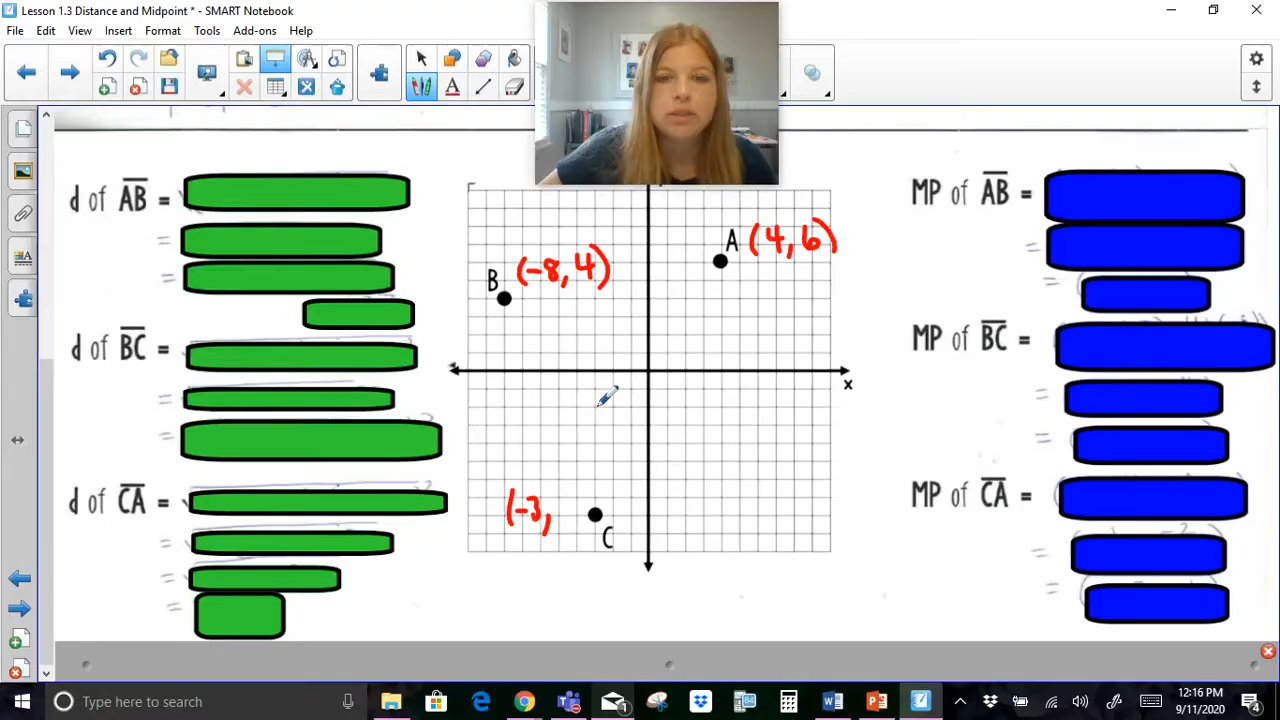 Lesson 1.3 Distance and Midpoint * - SMART Notebook
File Edit View Insert Format Tools Add-ons Help
d of AB =
=
=
d of BC =
=
=
d of CA =
=
=
=
B (-8,4)
A (4,6)
x
(-3,
C
MP of AB =
=
=
MP of BC =
=
=
MP of CA =
=
=
Type here to search
12:16 PM
9/11/2020
4